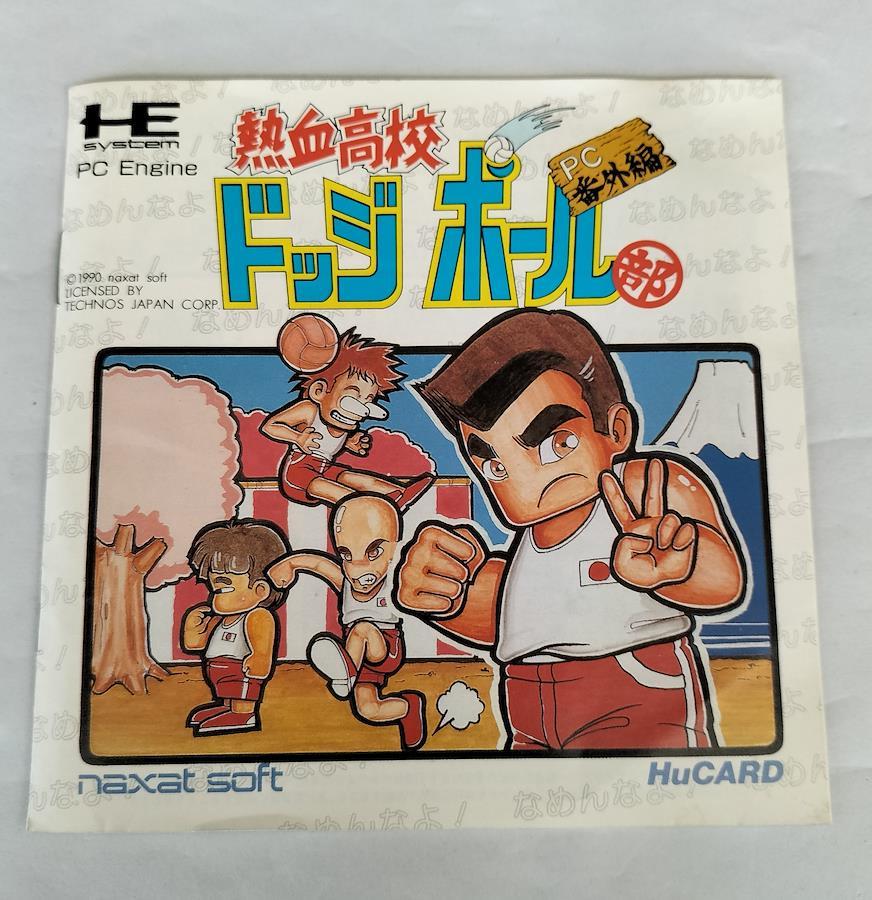 HE
system
PC Engine
熱血高校
ドッジボール部
PC
番外編
©1990 naxat soft
LICENSED BY
TECHNOS JAPAN CORP.
なめんなよ!
naxat soft
HuCARD